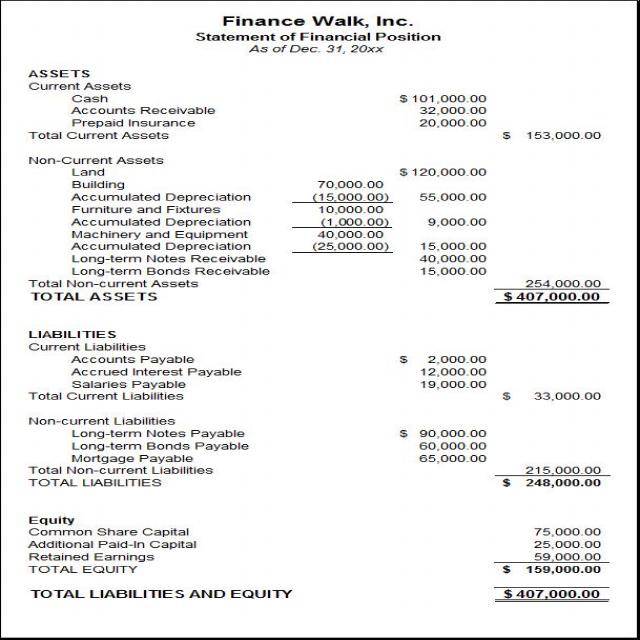 Finance Walk, Inc.
Statement of Financial Position
As of Dec. 31, 20xx
ASSETS
Current Assets
Cash $ 101,000.00
Accounts Receivable 32,000.00
Prepaid Insurance 20,000.00
Total Current Assets $ 153,000.00
Non-Current Assets
Land $ 120,000.00
Building 70,000.00
Accumulated Depreciation (15,000.00) 55,000.00
Furniture and Fixtures 10,000.00
Accumulated Depreciation (1,000.00) 9,000.00
Machinery and Equipment 40,000.00
Accumulated Depreciation (25,000.00) 15,000.00
Long-term Notes Receivable 40,000.00
Long-term Bonds Receivable 15,000.00
Total Non-current Assets 254,000.00
TOTAL ASSETS $ 407,000.00
LIABILITIES
Current Liabilities
Accounts Payable $ 2,000.00
Accrued Interest Payable 12,000.00
Salaries Payable 19,000.00
Total Current Liabilities $ 33,000.00
Non-current Liabilities
Long-term Notes Payable $ 90,000.00
Long-term Bonds Payable 60,000.00
Mortgage Payable 65,000.00
Total Non-current Liabilities 215,000.00
TOTAL LIABILITIES $ 248,000.00
Equity
Common Share Capital 75,000.00
Additional Paid-In Capital 25,000.00
Retained Earnings 59,000.00
TOTAL EQUITY $ 159,000.00
TOTAL LIABILITIES AND EQUITY $ 407,000.00